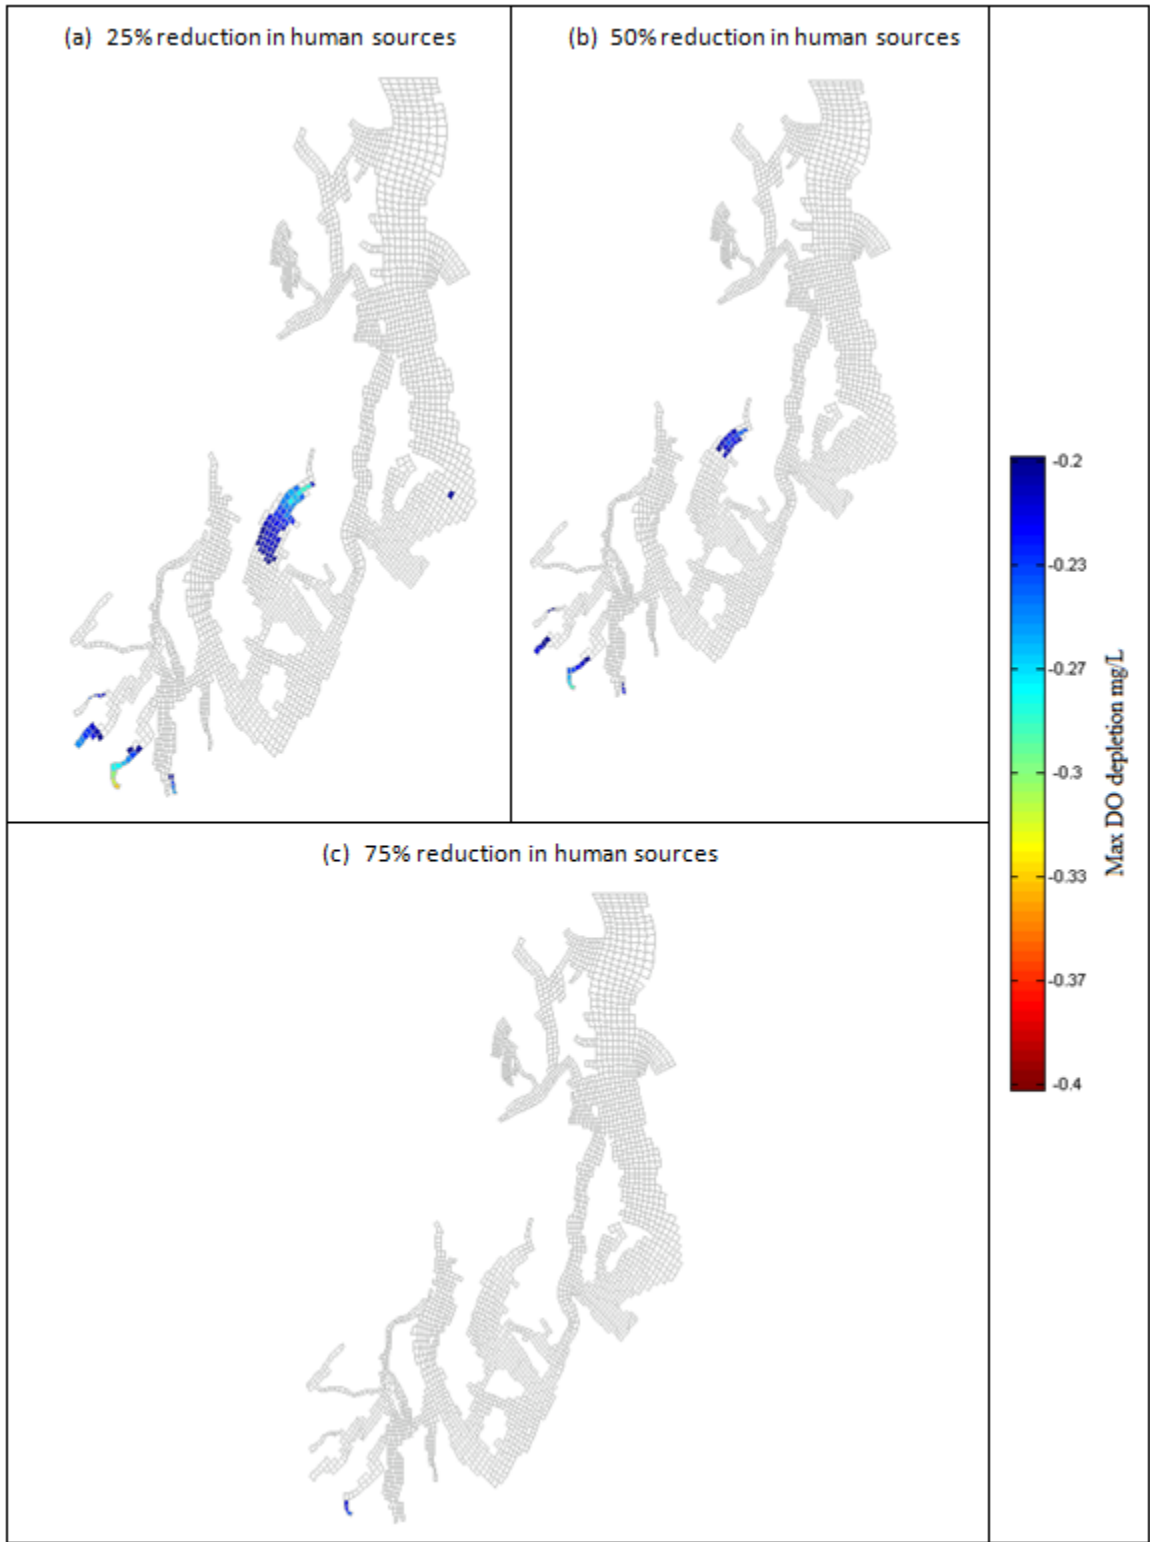 (a) 25% reduction in human sources
(b) 50% reduction in human sources
(c) 75% reduction in human sources
-0.2
-0.23
-0.27
-0.3
-0.33
-0.37
-0.4
Max DO depletion mg/L